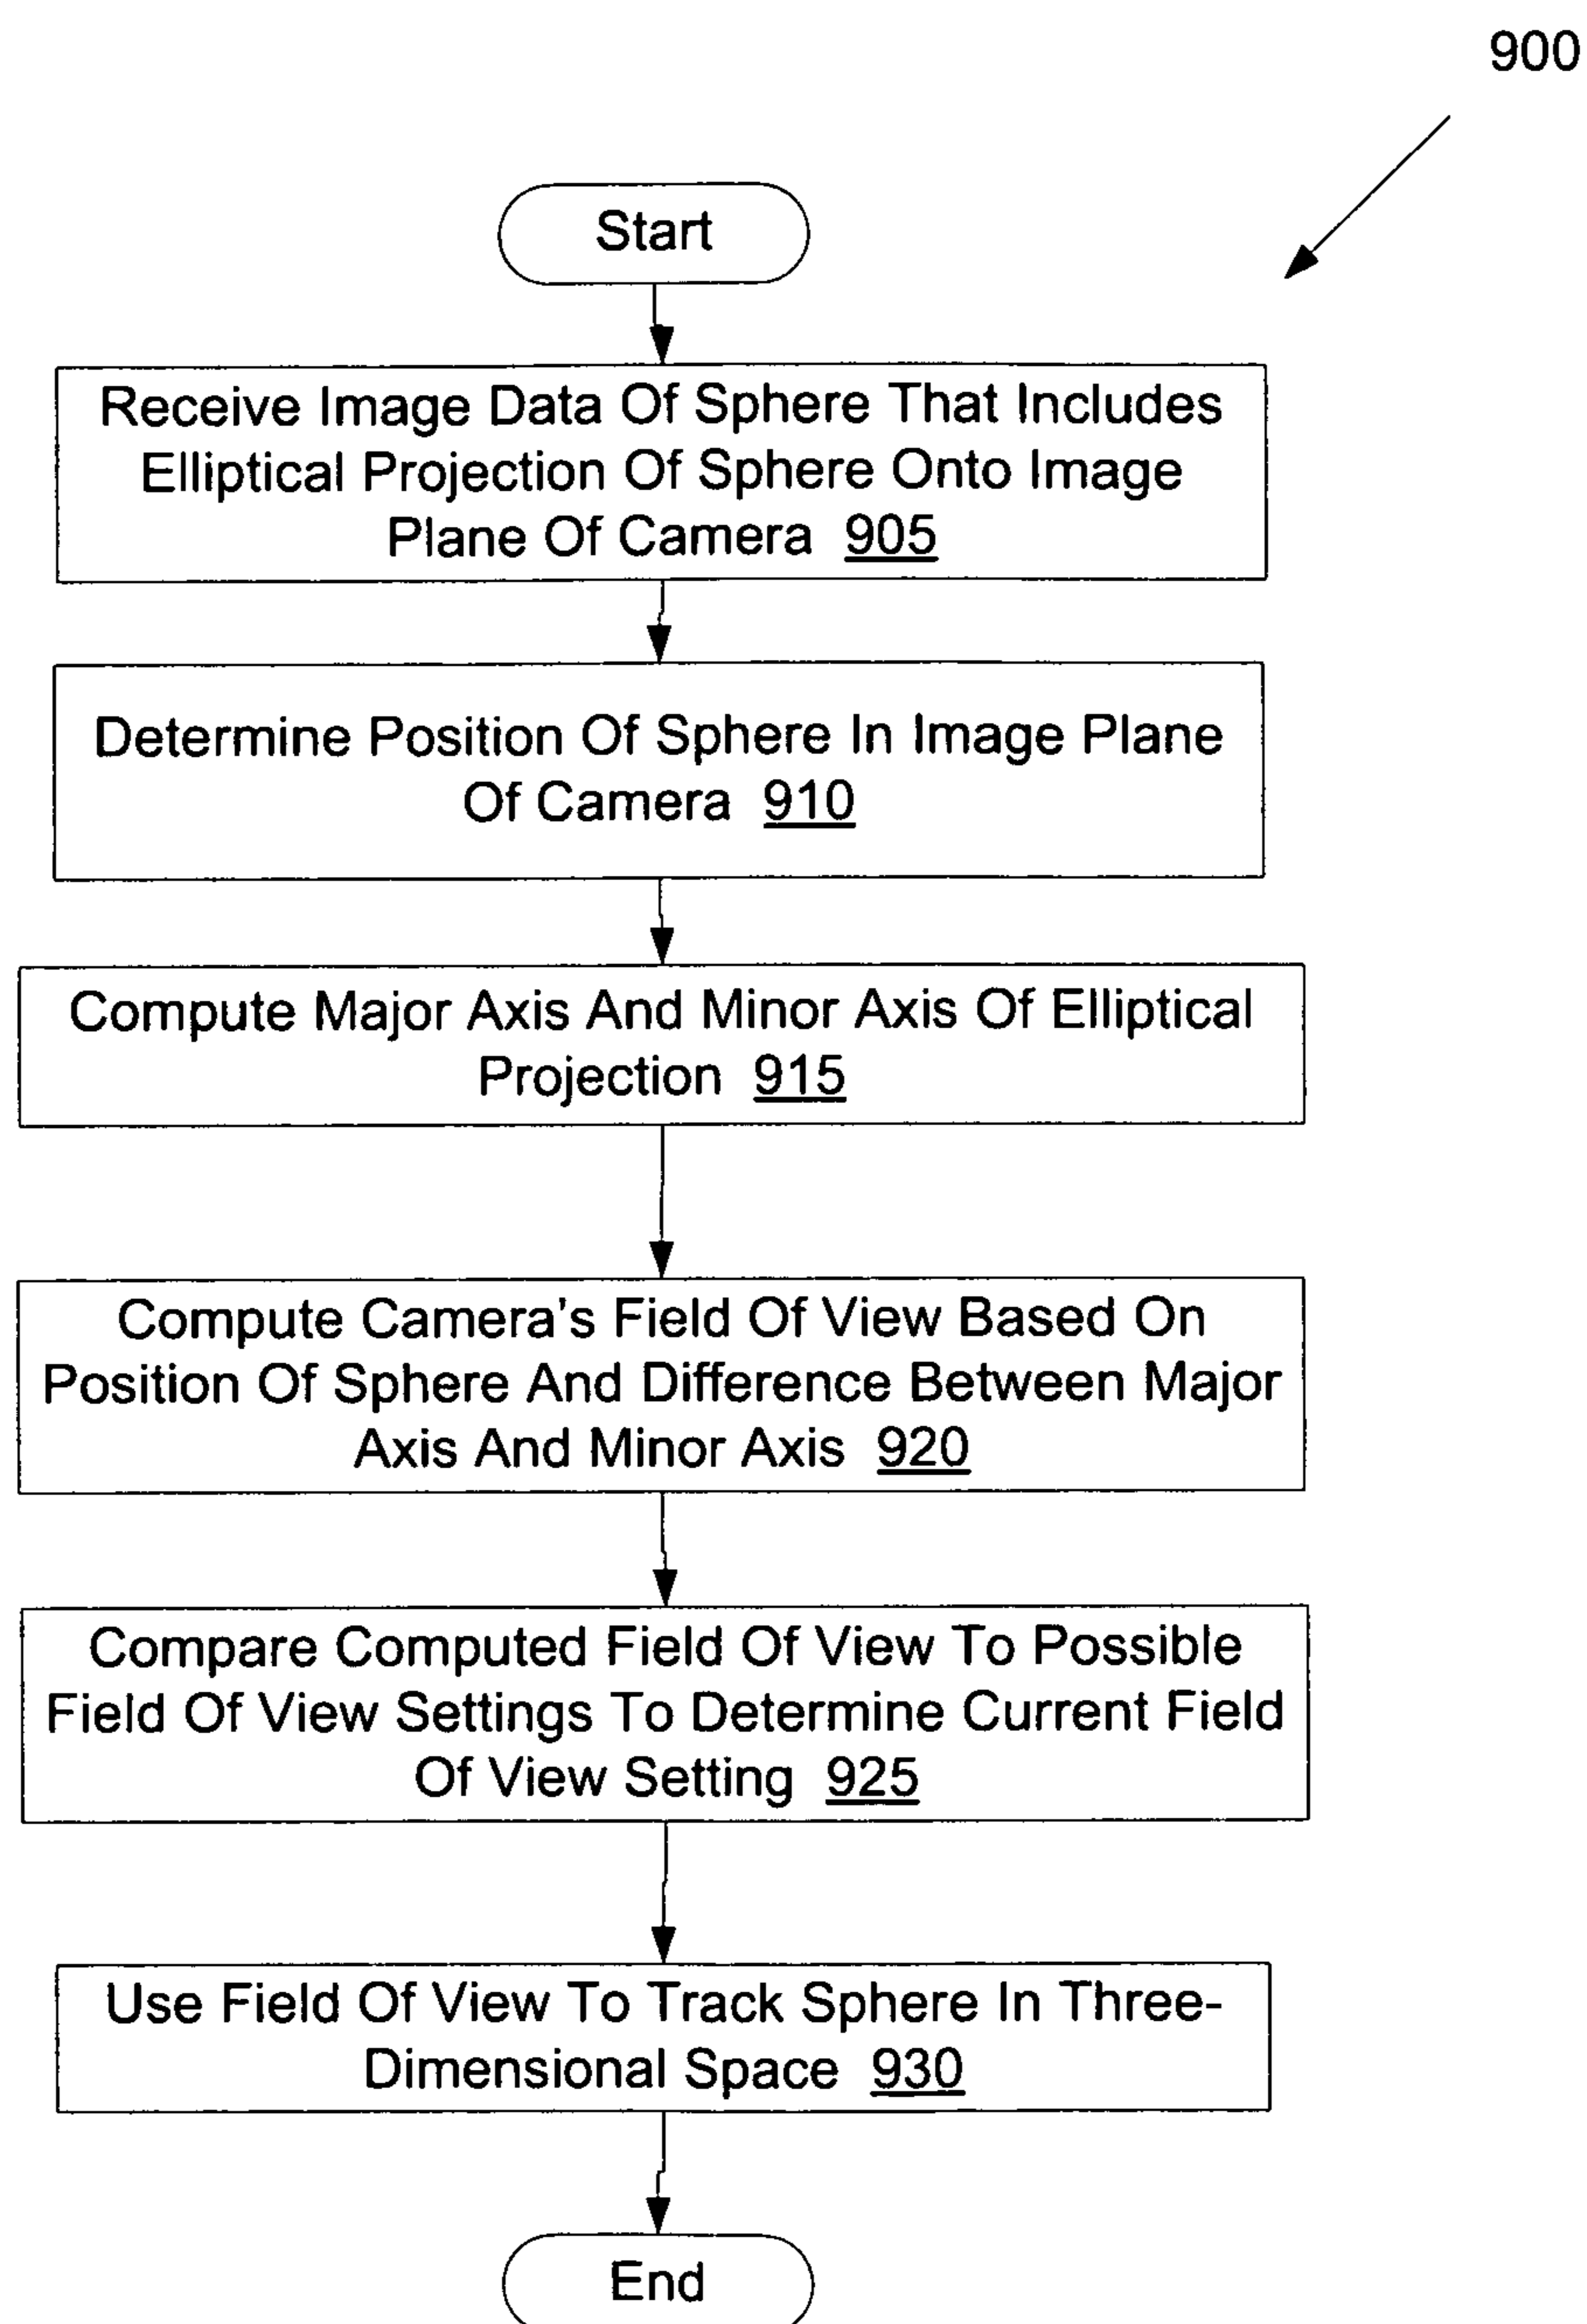 900
Start
Receive Image Data Of Sphere That Includes
Elliptical Projection Of Sphere Onto Image
Plane Of Camera 905
Determine Position Of Sphere In Image Plane
Of Camera 910
Compute Major Axis And Minor Axis Of Elliptical
Projection 915
Compute Camera's Field Of View Based On
Position Of Sphere And Difference Between Major
Axis And Minor Axis 920
Compare Computed Field Of View To Possible
Field Of View Settings To Determine Current Field
Of View Setting 925
Use Field Of View To Track Sphere In Three-
Dimensional Space 930
End